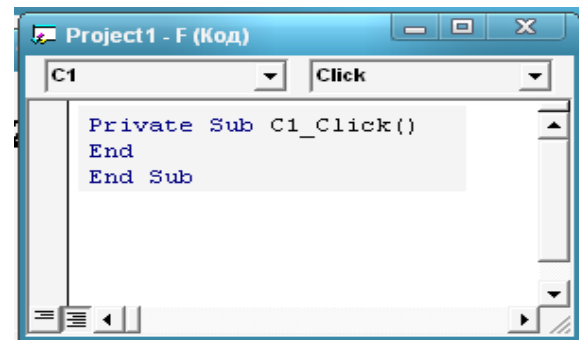 Project1 - F (Код)
C1 Click
Private Sub C1_Click()
End
End Sub